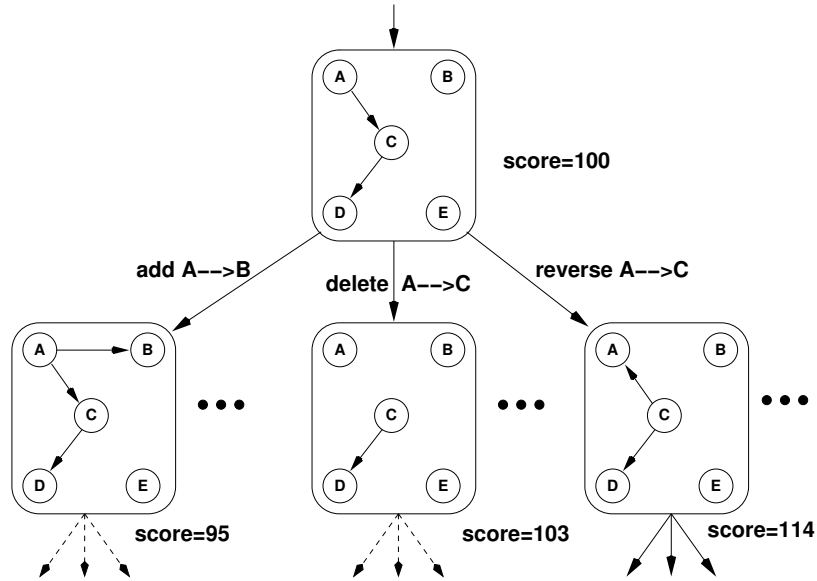 A B
C
score=100
D E
add A-->B
delete A-->C
reverse A-->C
A B
C
D E
score=95
A B
C
D E
score=103
A B
C
D E
score=114